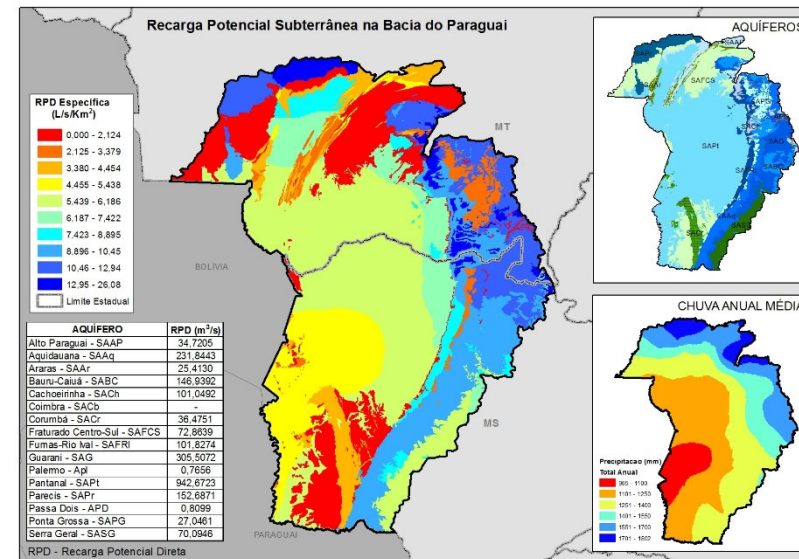 Recarga Potencial Subterrânea na Bacia do Paraguai
RPD Especifica
(L/s/Km²)
0,000 - 2,124
2,125 - 3,379
3,380 - 4,454
4,455 - 5,438
5,439 - 6,186
6,187 - 7,422
7,423 - 8,895
8,896 - 10,45
10,46 - 12,94
12,95 - 26,08
Limite Estadual
MT
BOLÍVIA
MS
PARAGUAI
AQUÍFERO RPD (m³/s)
Alto Paraguai - SAAP 34,7205
Aquidauana - SAAq 231,8443
Araras - SAAr 25,4130
Bauru-Caiuá - SABC 146,9392
Cachoeirinha - SACh 101,0492
Coimbra - SACb -
Corumbá - SACr 36,4751
Fraturado Centro-Sul - SAFCS 72,8639
Furnas-Rio Ivaí - SAFRI 101,8274
Guarani - SAG 305,5072
Palermo - Apl 0,7656
Pantanal - SAPt 942,6723
Parecis - SAPr 152,6871
Passa Dois - APD 0,8099
Ponta Grossa - SAPG 27,0461
Serra Geral - SASG 70,0946
RPD - Recarga Potencial Direta
AQUÍFEROS
SAFCS
SAPt
SAAq
SASG
CHUVA ANUAL MÉDIA
Precipitacao (mm)
Total Anual
965 - 1100
1101 - 1250
1251 - 1400
1401 - 1550
1551 - 1700
1701 - 1802